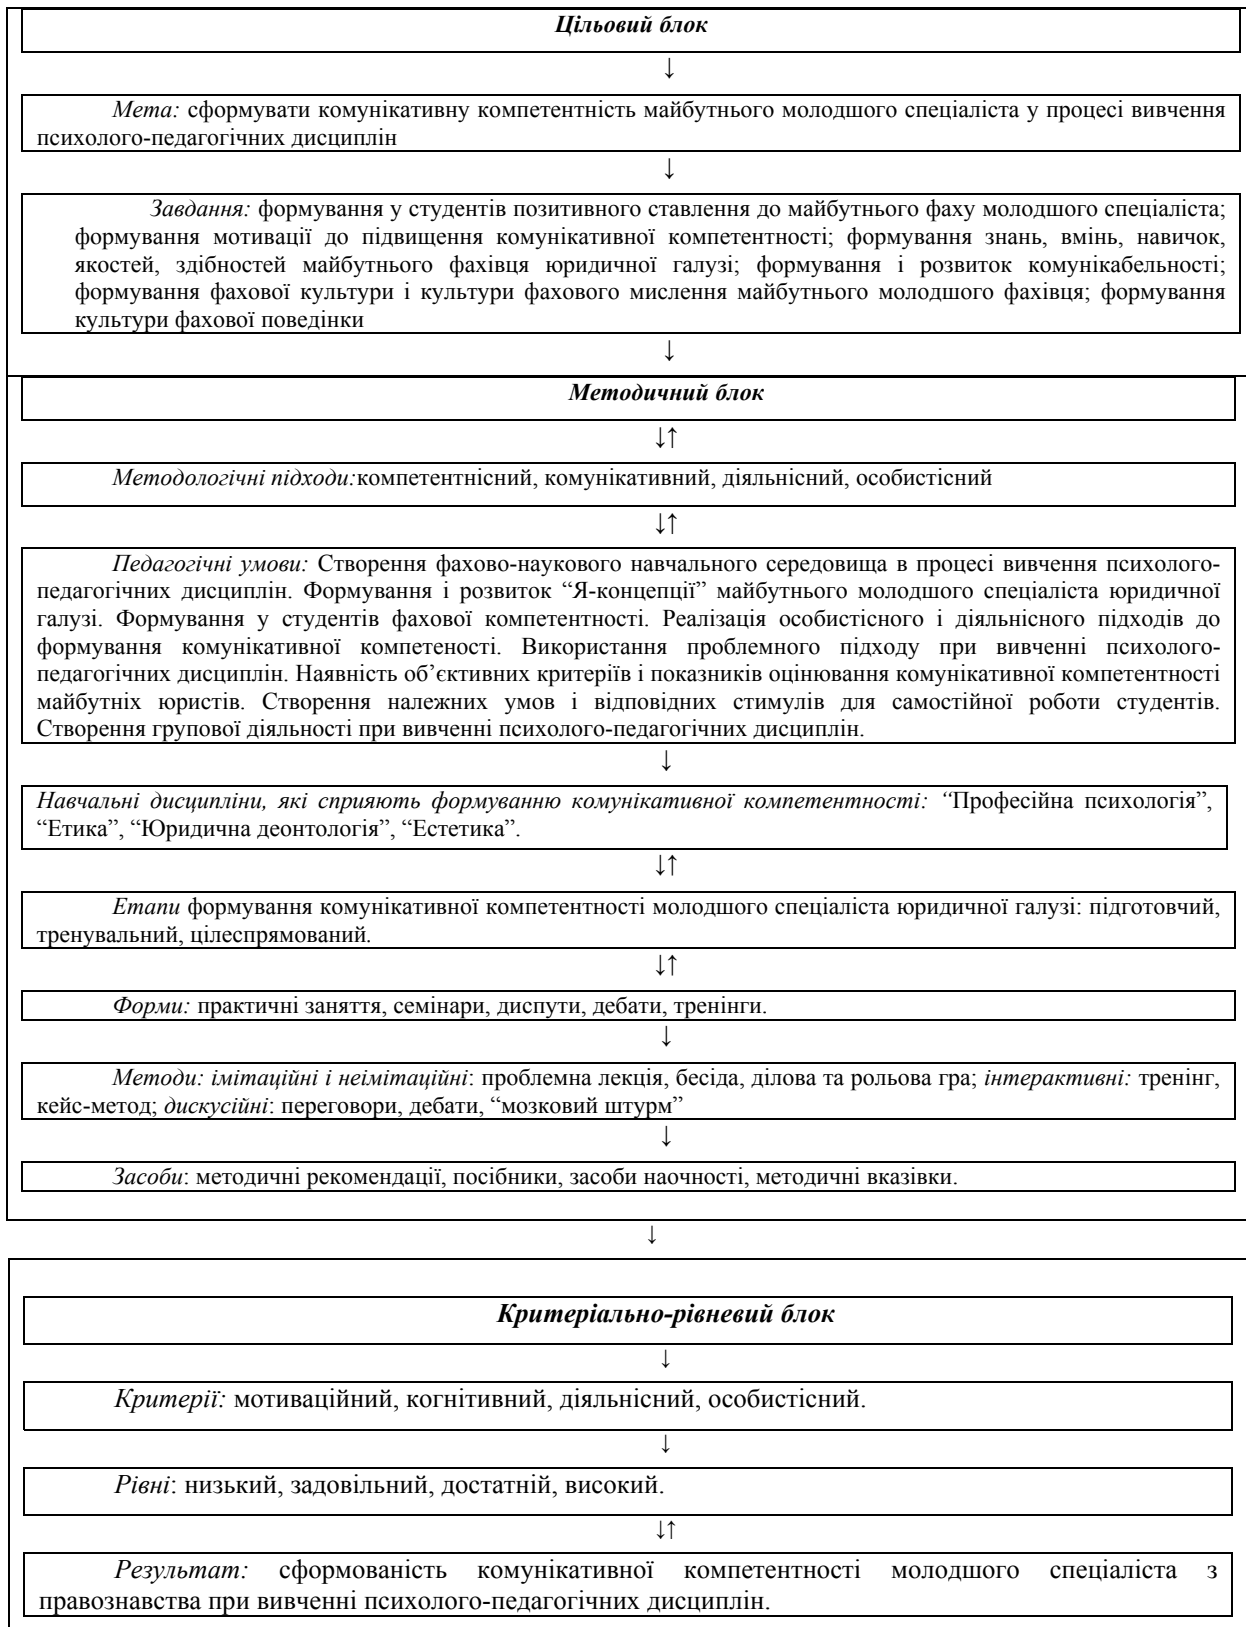 Цільовий блок
↓
Мета: сформувати комунікативну компетентність майбутнього молодшого спеціаліста у процесі вивчення
психолого-педагогічних дисциплін
↓
Завдання: формування у студентів позитивного ставлення до майбутнього фаху молодшого спеціаліста;
формування мотивації до підвищення комунікативної компетентності; формування знань, вмінь, навичок,
якостей, здібностей майбутнього фахівця юридичної галузі; формування і розвиток комунікабельності;
формування фахової культури і культури фахового мислення майбутнього молодшого фахівця; формування
культури фахової поведінки
↓
Методичний блок
↓↑
Методологічні підходи:компетентнісний, комунікативний, діяльнісний, особистісний
↓↑
Педагогічні умови: Створення фахово-наукового навчального середовища в процесі вивчення психолого-
педагогічних дисциплін. Формування і розвиток “Я-концепції” майбутнього молодшого спеціаліста юридичної
галузі. Формування у студентів фахової компетентності. Реалізація особистісного і діяльнісного підходів до
формування комунікативної компетеності. Використання проблемного підходу при вивченні психолого-
педагогічних дисциплін. Наявність об’єктивних критеріїв і показників оцінювання комунікативної компетентності
майбутніх юристів. Створення належних умов і відповідних стимулів для самостійної роботи студентів.
Створення групової діяльності при вивченні психолого-педагогічних дисциплін.
↓
Навчальні дисципліни, які сприяють формуванню комунікативної компетентності: “Професійна психологія”,
“Етика”, “Юридична деонтологія”, “Естетика”.
↓↑
Етапи формування комунікативної компетентності молодшого спеціаліста юридичної галузі: підготовчий,
тренувальний, цілеспрямований.
↓↑
Форми: практичні заняття, семінари, диспути, дебати, тренінги.
↓
Методи: імітаційні і неімітаційні: проблемна лекція, бесіда, ділова та рольова гра; інтерактивні: тренінг,
кейс-метод; дискусійні: переговори, дебати, “мозковий штурм”
↓
Засоби: методичні рекомендації, посібники, засоби наочності, методичні вказівки.
↓
Критеріально-рівневий блок
↓
Критерії: мотиваційний, когнітивний, діяльнісний, особистісний.
↓
Рівні: низький, задовільний, достатній, високий.
↓↑
Результат: сформованість комунікативної компетентності молодшого спеціаліста з
правознавства при вивченні психолого-педагогічних дисциплін.